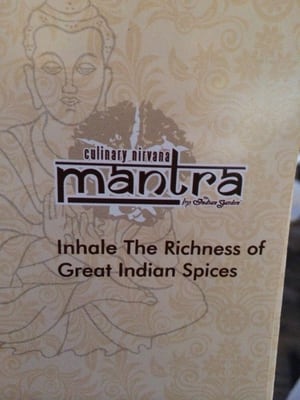 culinary nirvana
mantra
by: Indian Garden
Inhale The Richness of
Great Indian Spices